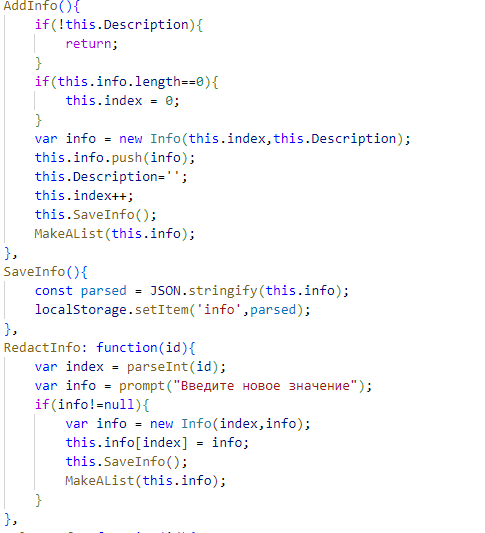 AddInfo(){
    if(!this.Description){
        return;
    }
    if(this.info.length==0){
        this.index = 0;
    }
    var info = new Info(this.index,this.Description);
    this.info.push(info);
    this.Description='';
    this.index++;
    this.SaveInfo();
    MakeAList(this.info);
},
SaveInfo(){
    const parsed = JSON.stringify(this.info);
    localStorage.setItem('info',parsed);
},
RedactInfo: function(id){
    var index = parseInt(id);
    var info = prompt("Введите новое значение");
    if(info!=null){
        var info = new Info(index,info);
        this.info[index] = info;
        this.SaveInfo();
        MakeAList(this.info);
    }
},